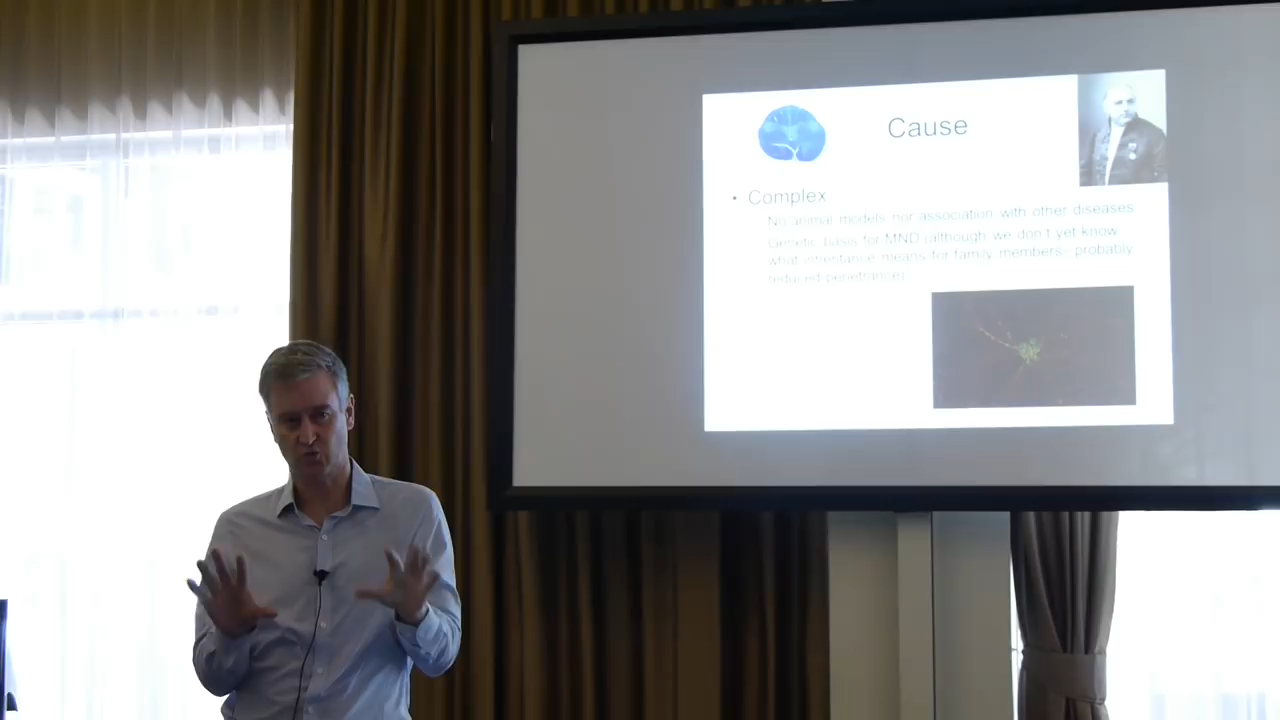 Cause
• Complex
No animal models nor association with other diseases
Genetic basis for MND (although we don't yet know
what inheritance means for family members- probably
reduced penetrance)